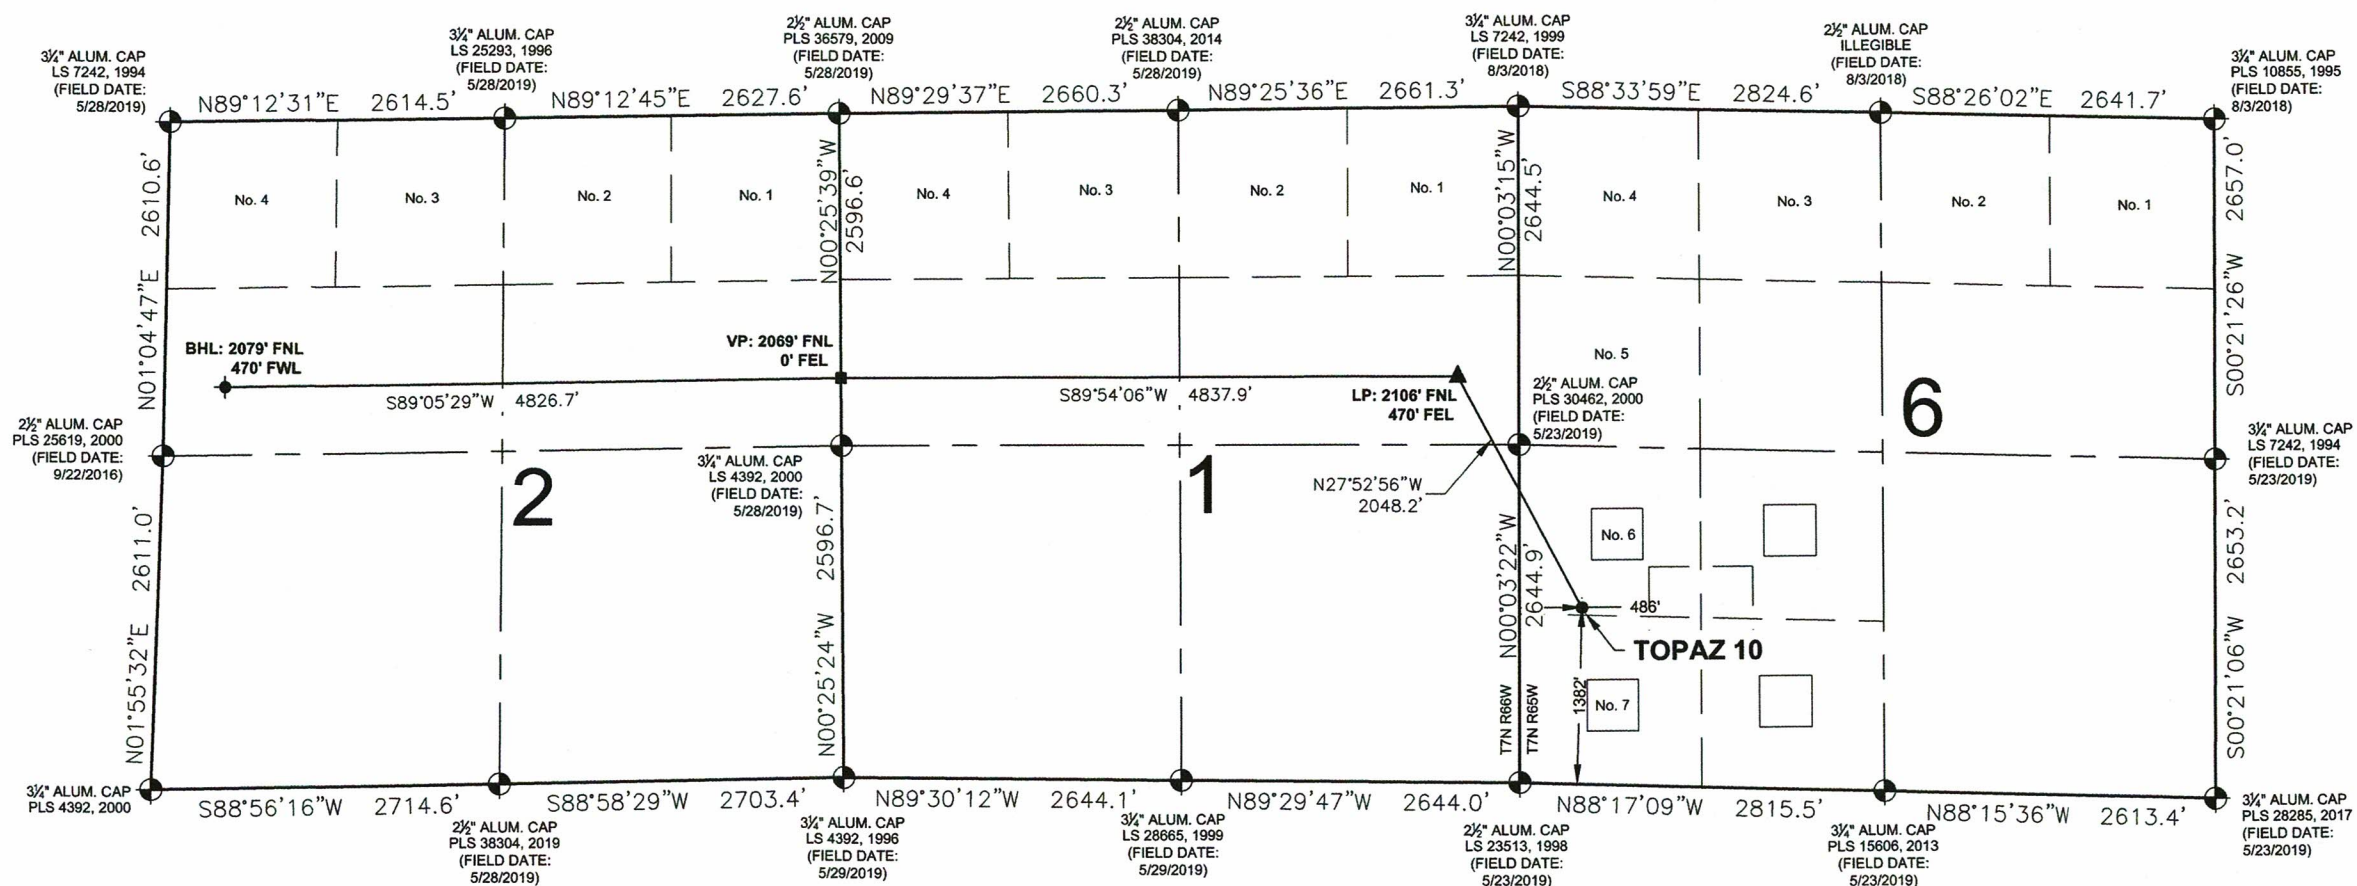 3¼" ALUM. CAP
LS 7242, 1994
(FIELD DATE:
5/28/2019)
3¼" ALUM. CAP
LS 25293, 1996
(FIELD DATE:
5/28/2019)
2½" ALUM. CAP
PLS 36579, 2009
(FIELD DATE:
5/28/2019)
2½" ALUM. CAP
PLS 38304, 2014
(FIELD DATE:
5/28/2019)
3¼" ALUM. CAP
LS 7242, 1999
(FIELD DATE:
8/3/2018)
2½" ALUM. CAP
ILLEGIBLE
(FIELD DATE:
8/3/2018)
3¼" ALUM. CAP
PLS 10855, 1995
(FIELD DATE:
8/3/2018)
N89°12'31"E 2614.5'
N89°12'45"E 2627.6'
N89°29'37"E 2660.3'
N89°25'36"E 2661.3'
S88°33'59"E 2824.6'
S88°26'02"E 2641.7'
N01°04'47"E 2610.6'
N00°25'39"W
2596.6'
N00°03'15"W
2644.5'
S00°21'26"W 2657.0'
No. 4
No. 3
No. 2
No. 1
No. 4
No. 3
No. 2
No. 1
No. 4
No. 3
No. 2
No. 1
BHL: 2079' FNL
470' FWL
VP: 2069' FNL
0' FEL
S89°05'29"W 4826.7'
S89°54'06"W 4837.9'
LP: 2106' FNL
470' FEL
No. 5
6
2½" ALUM. CAP
PLS 25619, 2000
(FIELD DATE:
9/22/2016)
3¼" ALUM. CAP
LS 4392, 2000
(FIELD DATE:
5/28/2019)
2½" ALUM. CAP
PLS 30462, 2000
(FIELD DATE:
5/23/2019)
3¼" ALUM. CAP
LS 7242, 1994
(FIELD DATE:
5/23/2019)
2
1
N27°52'56"W
2048.2'
No. 6
N01°55'32"E 2611.0'
N00°25'24"W 2596.7'
N00°03'22"W
2644.9'
S00°21'06"W 2653.2'
486'
TOPAZ 10
1382'
No. 7
T7N R66W
T7N R65W
3¼" ALUM. CAP
PLS 4392, 2000
S88°56'16"W 2714.6'
S88°58'29"W 2703.4'
N89°30'12"W 2644.1'
N89°29'47"W 2644.0'
N88°17'09"W 2815.5'
N88°15'36"W 2613.4'
2½" ALUM. CAP
PLS 38304, 2019
(FIELD DATE:
5/28/2019)
3¼" ALUM. CAP
LS 4392, 1996
(FIELD DATE:
5/29/2019)
3¼" ALUM. CAP
LS 28665, 1999
(FIELD DATE:
5/29/2019)
2½" ALUM. CAP
LS 23513, 1998
(FIELD DATE:
5/23/2019)
3¼" ALUM. CAP
PLS 15606, 2013
(FIELD DATE:
5/23/2019)
3¼" ALUM. CAP
PLS 28285, 2017
(FIELD DATE:
5/23/2019)